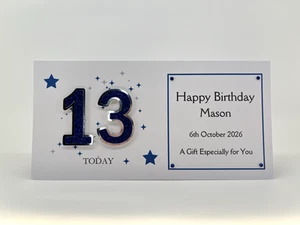 13
TODAY
Happy Birthday
Mason
6th October 2026
A Gift Especially for You